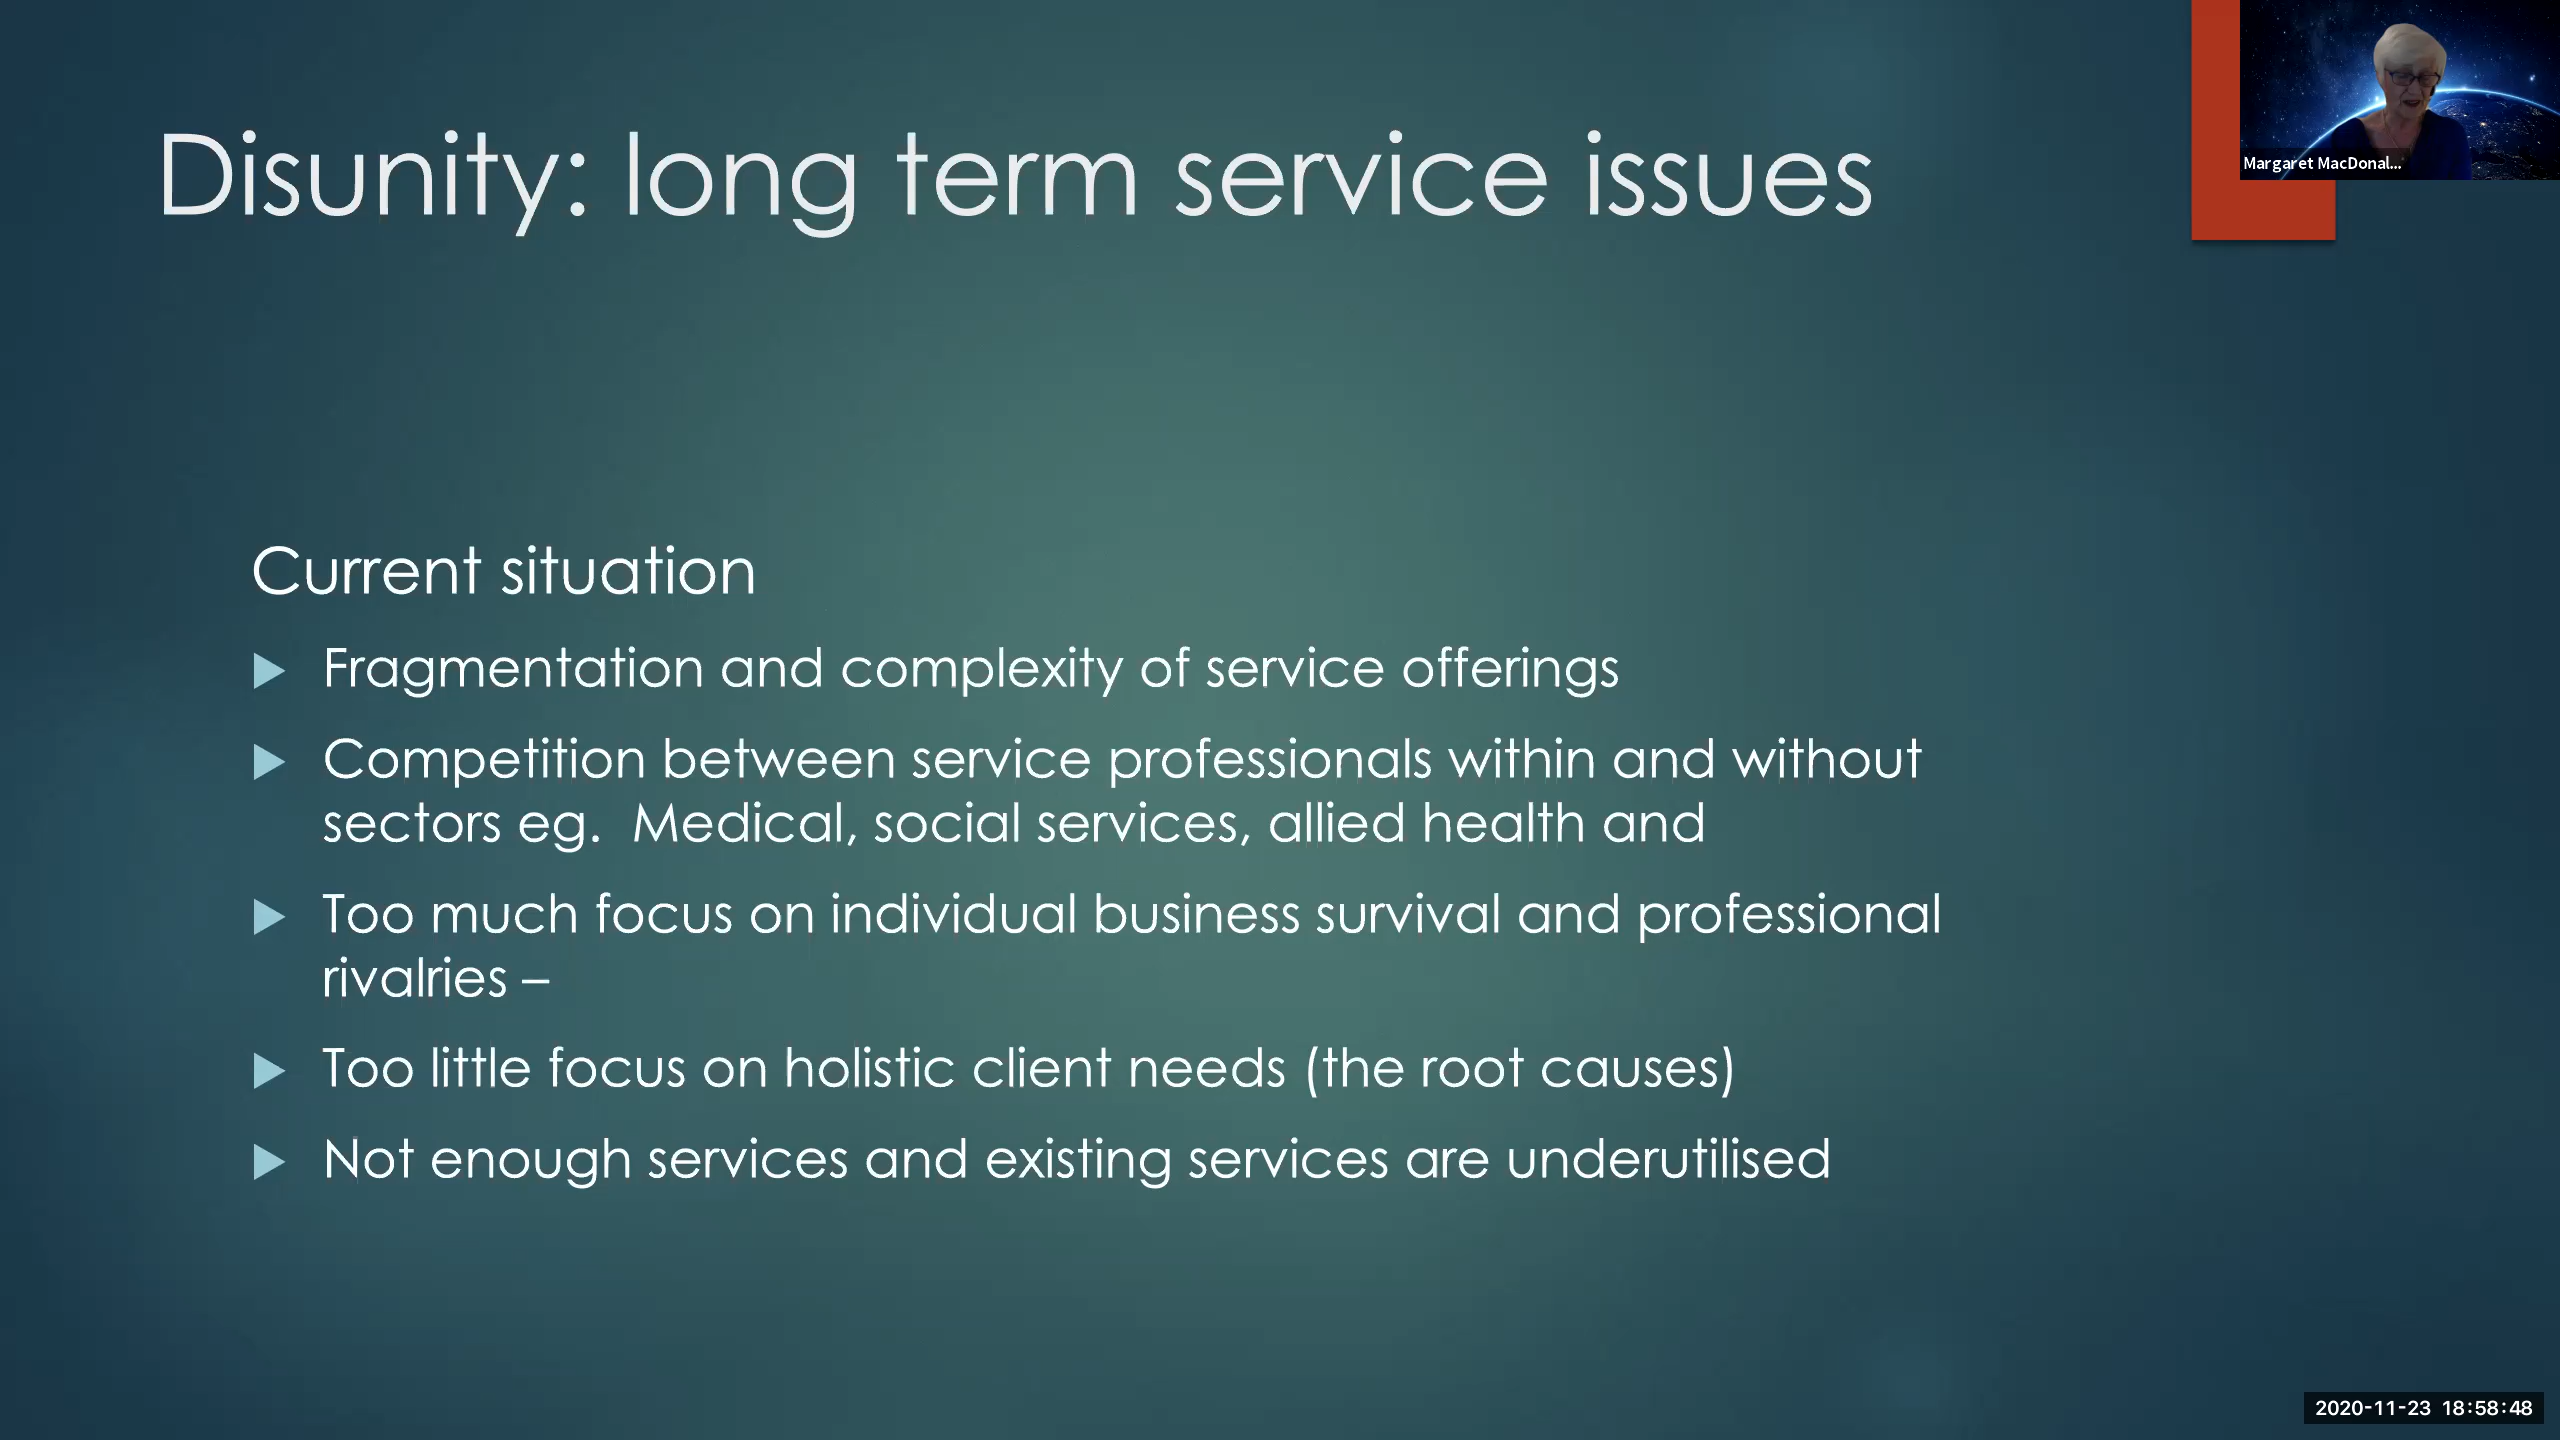 Disunity: long term service issues
Margaret MacDonal...
Current situation
Fragmentation and complexity of service offerings
Competition between service professionals within and without
sectors eg.  Medical, social services, allied health and
Too much focus on individual business survival and professional
rivalries –
Too little focus on holistic client needs (the root causes)
Not enough services and existing services are underutilised
2020-11-23 18:58:48